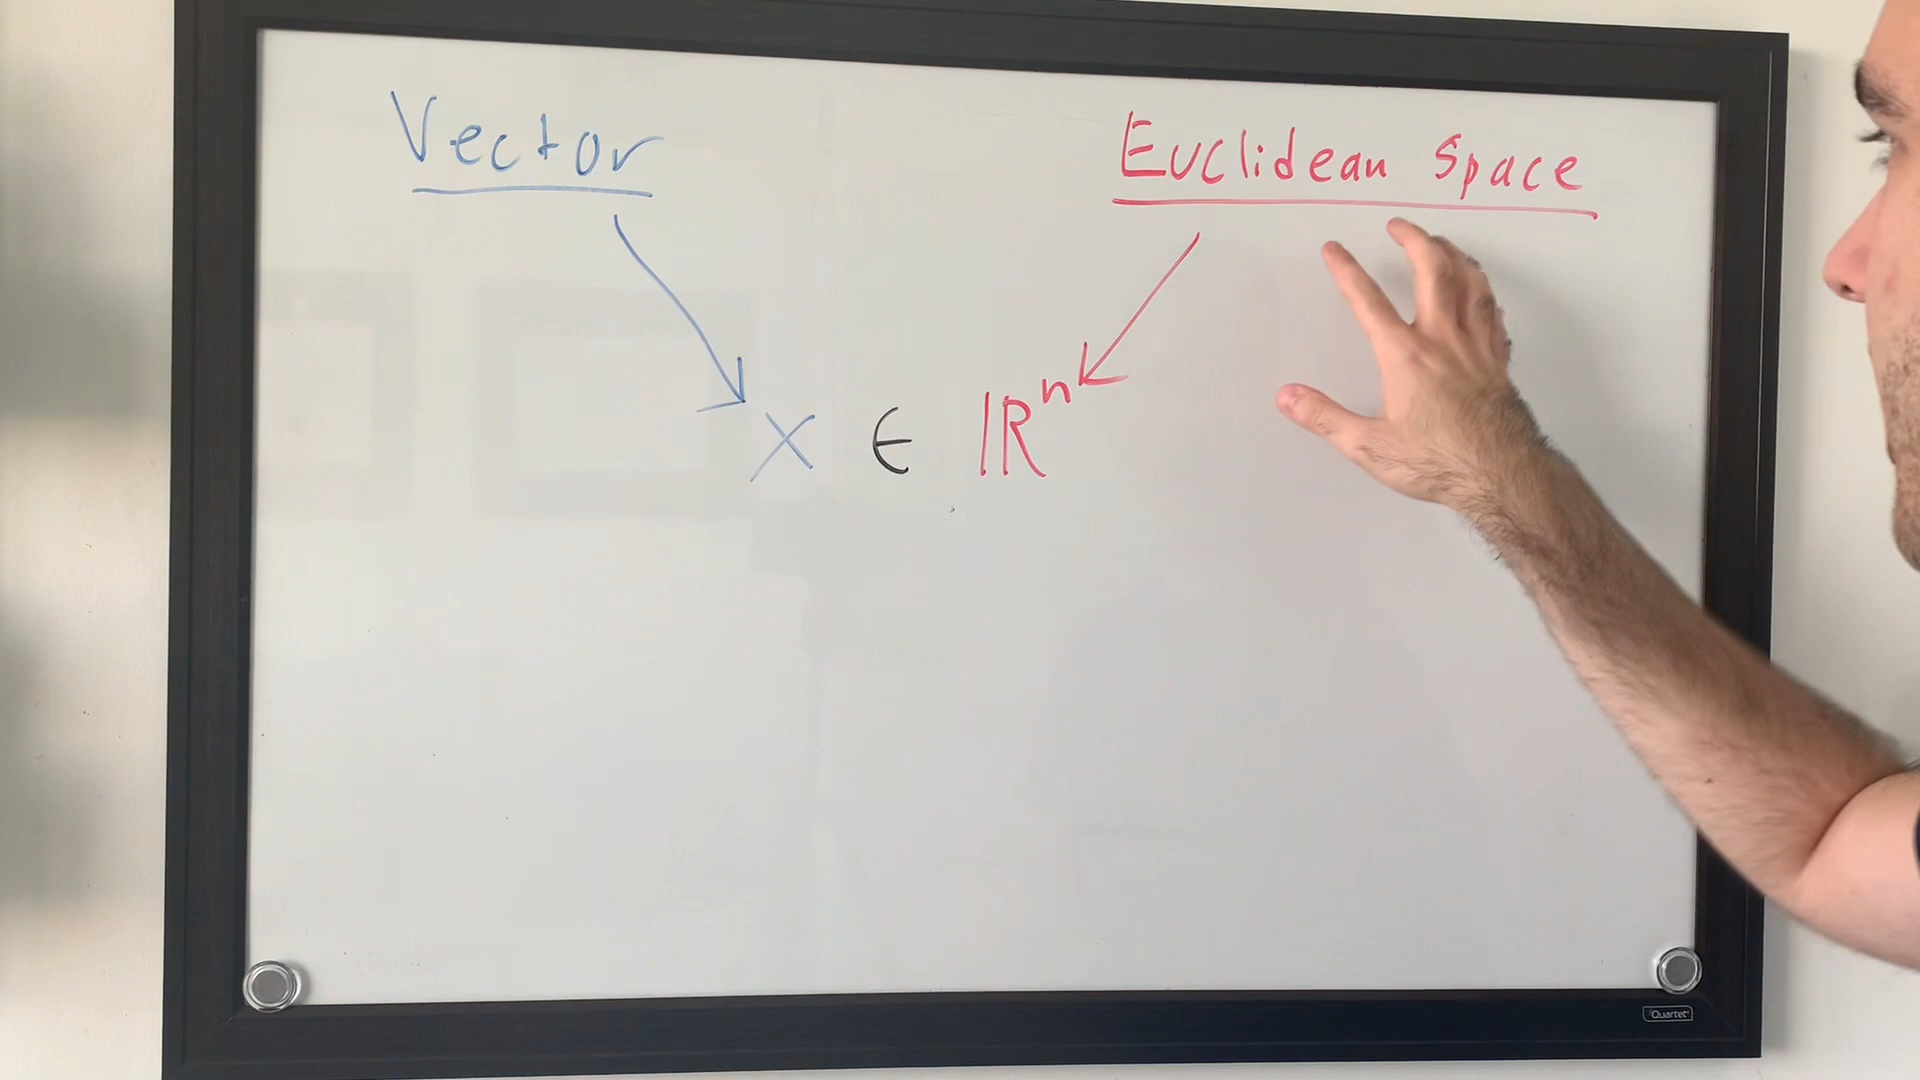 Vector
Euclidean Space
x ∈ ℝⁿ
Quartet